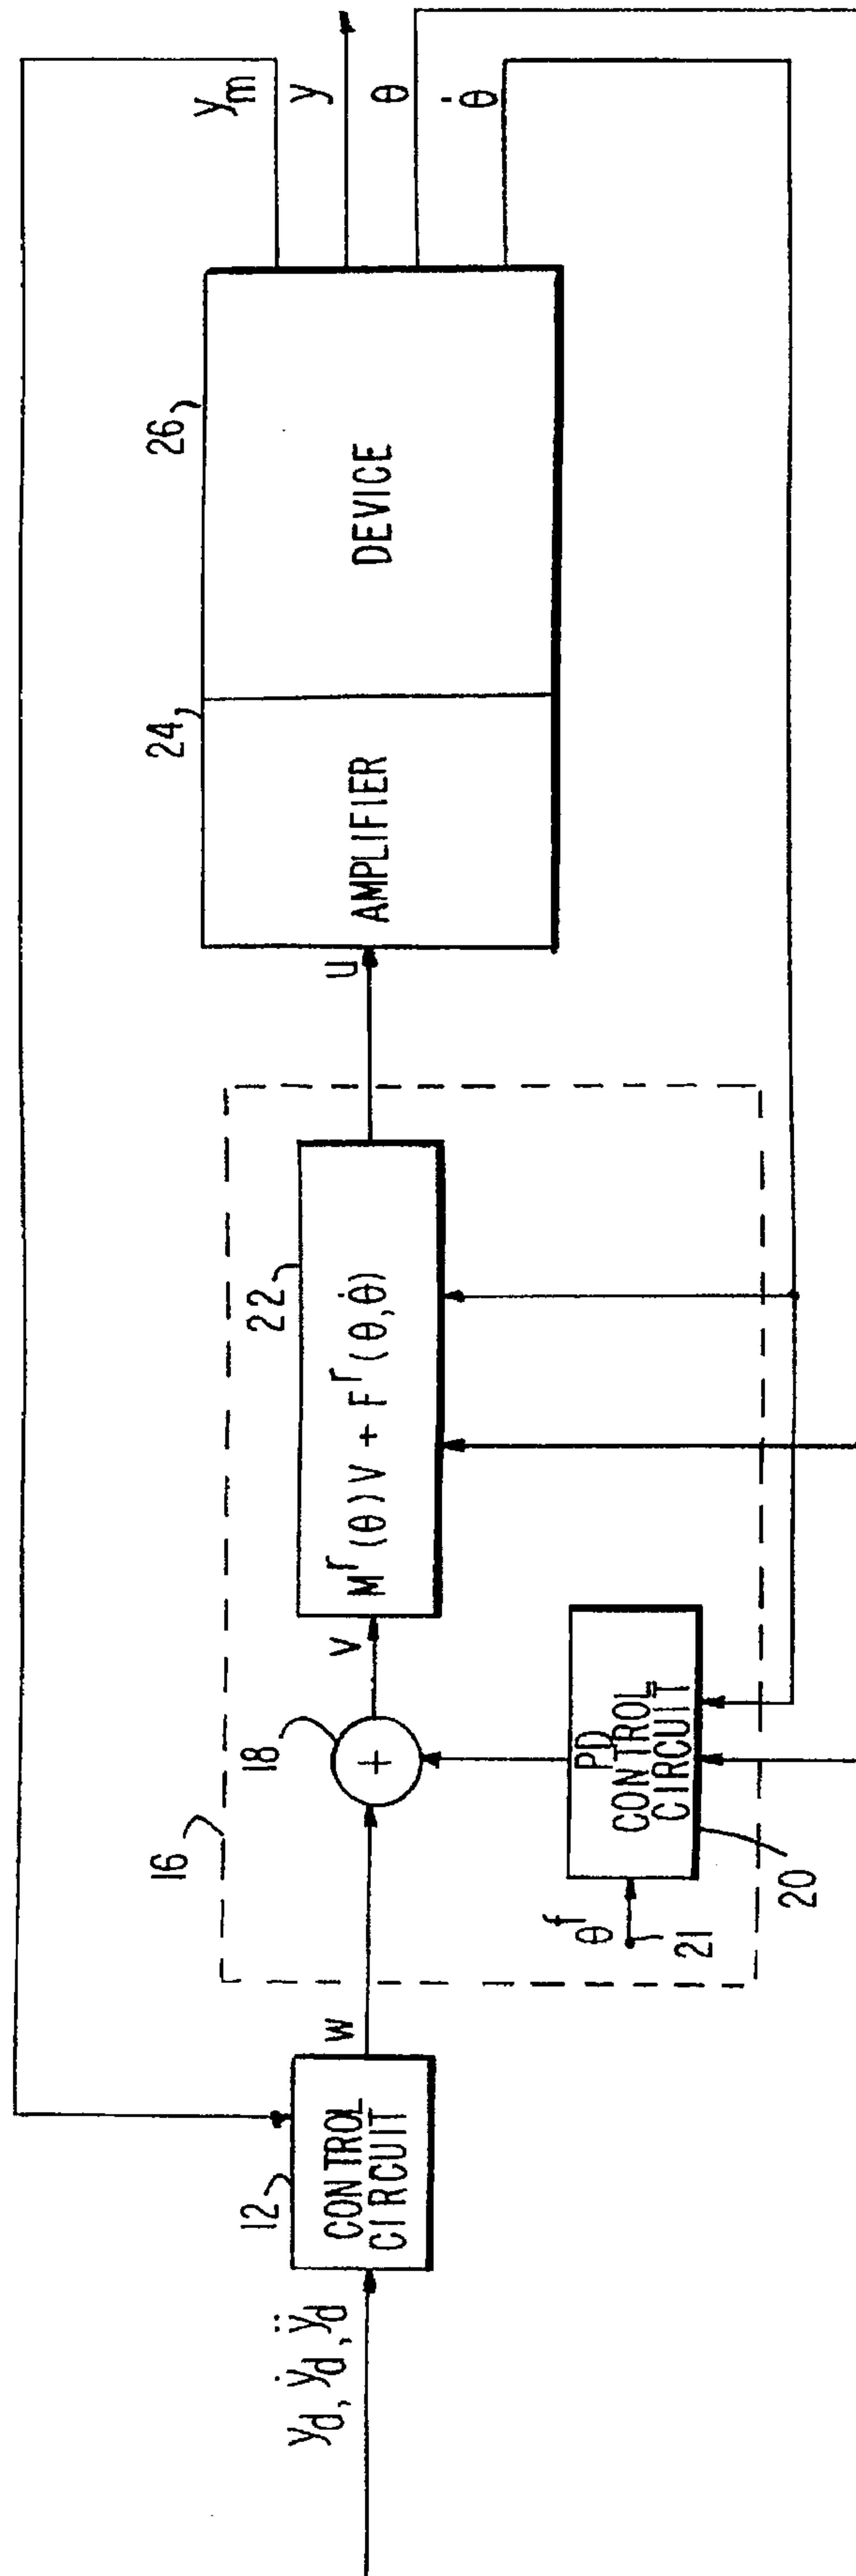 y_d, ẏ_d, ÿ_d
12
CONTROL
CIRCUIT
w
16
18
+
v
22
M^r(θ)V + F^r(θ,θ̇)
θ^f
21
PD
CONTROL
CIRCUIT
20
u
24
AMPLIFIER
26
DEVICE
y_m
y
θ
θ̇